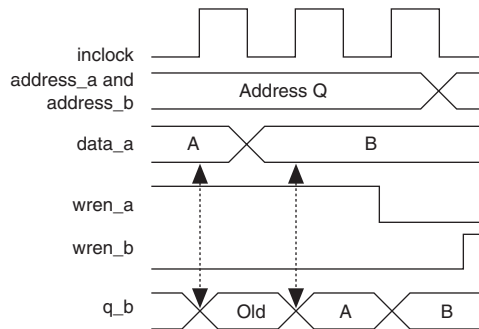 inclock
address_a and
address_b
Address Q
data_a
A
B
wren_a
wren_b
q_b
Old
A
B